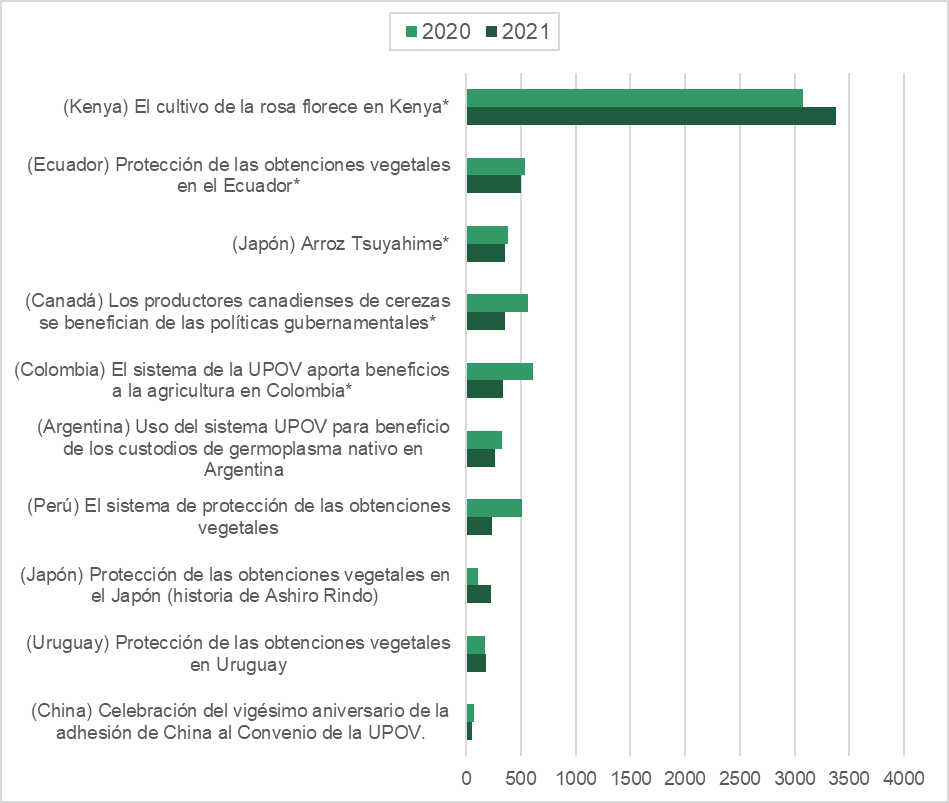 2020 2021
(Kenya) El cultivo de la rosa florece en Kenya*
(Ecuador) Protección de las obtenciones vegetales
en el Ecuador*
(Japón) Arroz Tsuyahime*
(Canadá) Los productores canadienses de cerezas
se benefician de las políticas gubernamentales*
(Colombia) El sistema de la UPOV aporta beneficios
a la agricultura en Colombia*
(Argentina) Uso del sistema UPOV para beneficio
de los custodios de germoplasma nativo en
Argentina
(Perú) El sistema de protección de las obtenciones
vegetales
(Japón) Protección de las obtenciones vegetales en
el Japón (historia de Ashiro Rindo)
(Uruguay) Protección de las obtenciones vegetales
en Uruguay
(China) Celebración del vigésimo aniversario de la
adhesión de China al Convenio de la UPOV.
0 500 1000 1500 2000 2500 3000 3500 4000